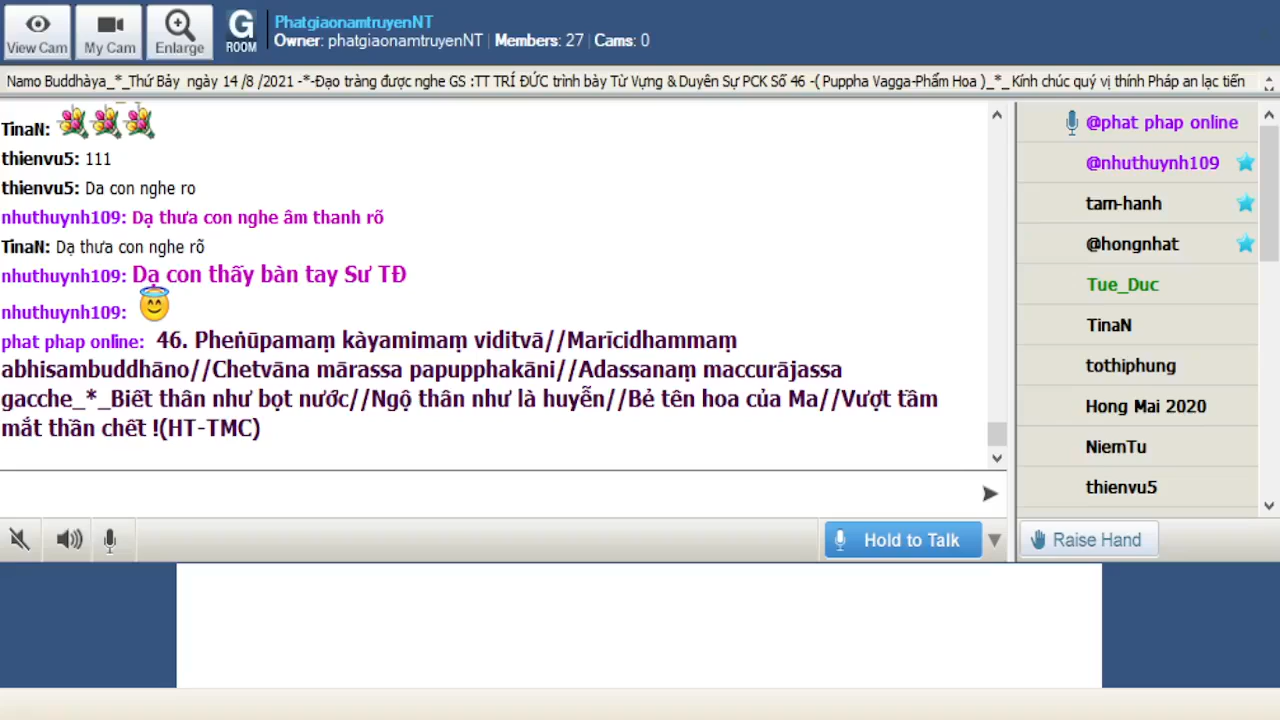 View Cam
My Cam
Enlarge
G
ROOM
PhatgiaonamtruyenNT
Owner: phatgiaonamtruyenNT | Members: 27 | Cams: 0
Namo Buddhàya_*_Thứ Bảy ngày 14 /8 /2021 -*-Đạo tràng được nghe GS :TT TRÍ ĐỨC trình bày Từ Vựng & Duyên Sự PCK Số 46 -( Puppha Vagga-Phẩm Hoa )_*_ Kính chúc quý vị thính Pháp an lạc tiến
TinaN:
thienvu5: 111
thienvu5: Da con nghe ro
nhuthuynh109: Dạ thưa con nghe âm thanh rõ
TinaN: Dạ thưa con nghe rõ
nhuthuynh109: Dạ con thấy bàn tay Sư TĐ
nhuthuynh109:
phat phap online: 46. Pheṅūpamaṃ kàyamimaṃ viditvā//Marīcidhammaṃ
abhisambuddhāno//Chetvāna mārassa papupphakāni//Adassanaṃ maccurājassa
gacche_*_Biết thân như bọt nước//Ngộ thân như là huyễn//Bẻ tên hoa của Ma//Vượt tầm
mắt thần chết !(HT-TMC)
@phat phap online
@nhuthuynh109
tam-hanh
@hongnhat
Tue_Duc
TinaN
tothiphung
Hong Mai 2020
NiemTu
thienvu5
Hold to Talk
Raise Hand